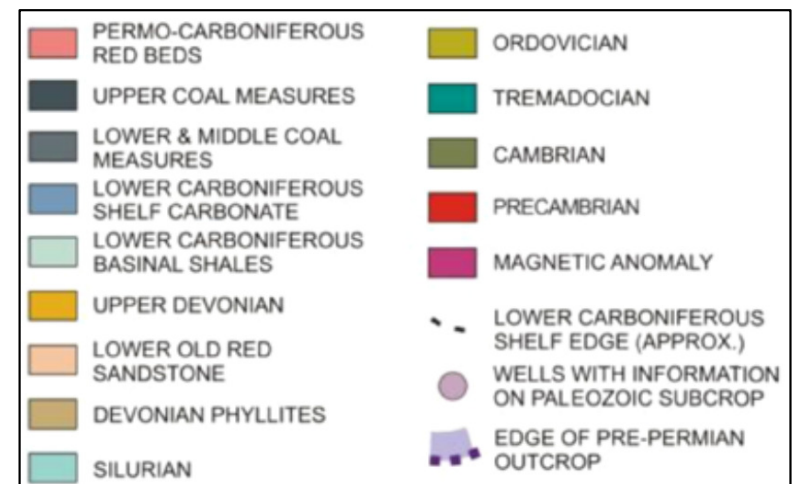 PERMO-CARBONIFEROUS
RED BEDS
UPPER COAL MEASURES
LOWER & MIDDLE COAL
MEASURES
LOWER CARBONIFEROUS
SHELF CARBONATE
LOWER CARBONIFEROUS
BASINAL SHALES
UPPER DEVONIAN
LOWER OLD RED
SANDSTONE
DEVONIAN PHYLLITES
SILURIAN
ORDOVICIAN
TREMADOCIAN
CAMBRIAN
PRECAMBRIAN
MAGNETIC ANOMALY
LOWER CARBONIFEROUS
SHELF EDGE (APPROX.)
WELLS WITH INFORMATION
ON PALEOZOIC SUBCROP
EDGE OF PRE-PERMIAN
OUTCROP